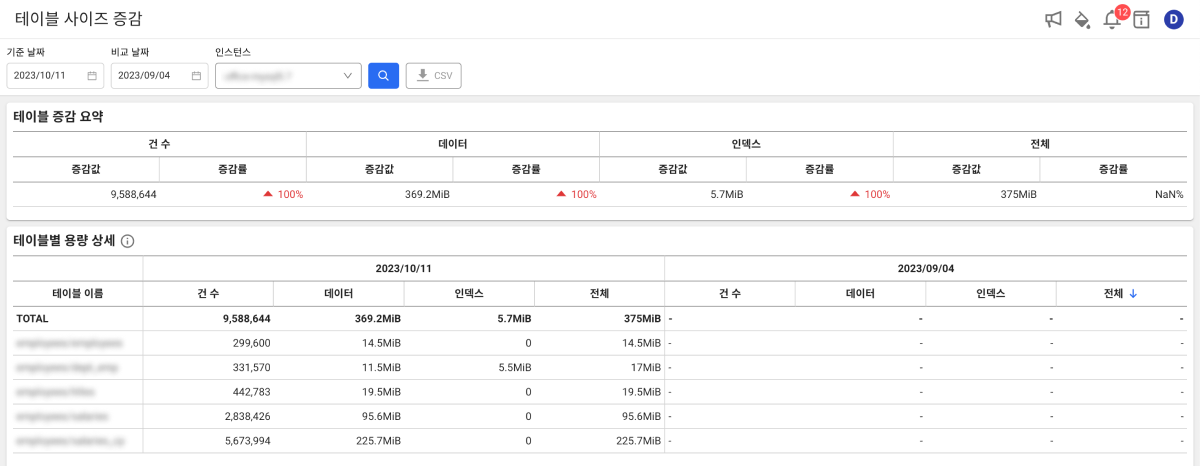 테이블 사이즈 증감
12
D
기준 날짜 비교 날짜 인스턴스
2023/10/11 2023/09/04 CSV
테이블 증감 요약
건 수 데이터 인덱스 전체
증감값 증감률 증감값 증감률 증감값 증감률 증감값 증감률
9,588,644 100% 369.2MiB 100% 5.7MiB 100% 375MiB NaN%
테이블별 용량 상세
2023/10/11 2023/09/04
테이블 이름 건 수 데이터 인덱스 전체 건 수 데이터 인덱스 전체
TOTAL 9,588,644 369.2MiB 5.7MiB 375MiB - - - -
299,600 14.5MiB 0 14.5MiB - - - -
331,570 11.5MiB 5.5MiB 17MiB - - - -
442,783 19.5MiB 0 19.5MiB - - - -
2,838,426 95.6MiB 0 95.6MiB - - - -
5,673,994 225.7MiB 0 225.7MiB - - - -